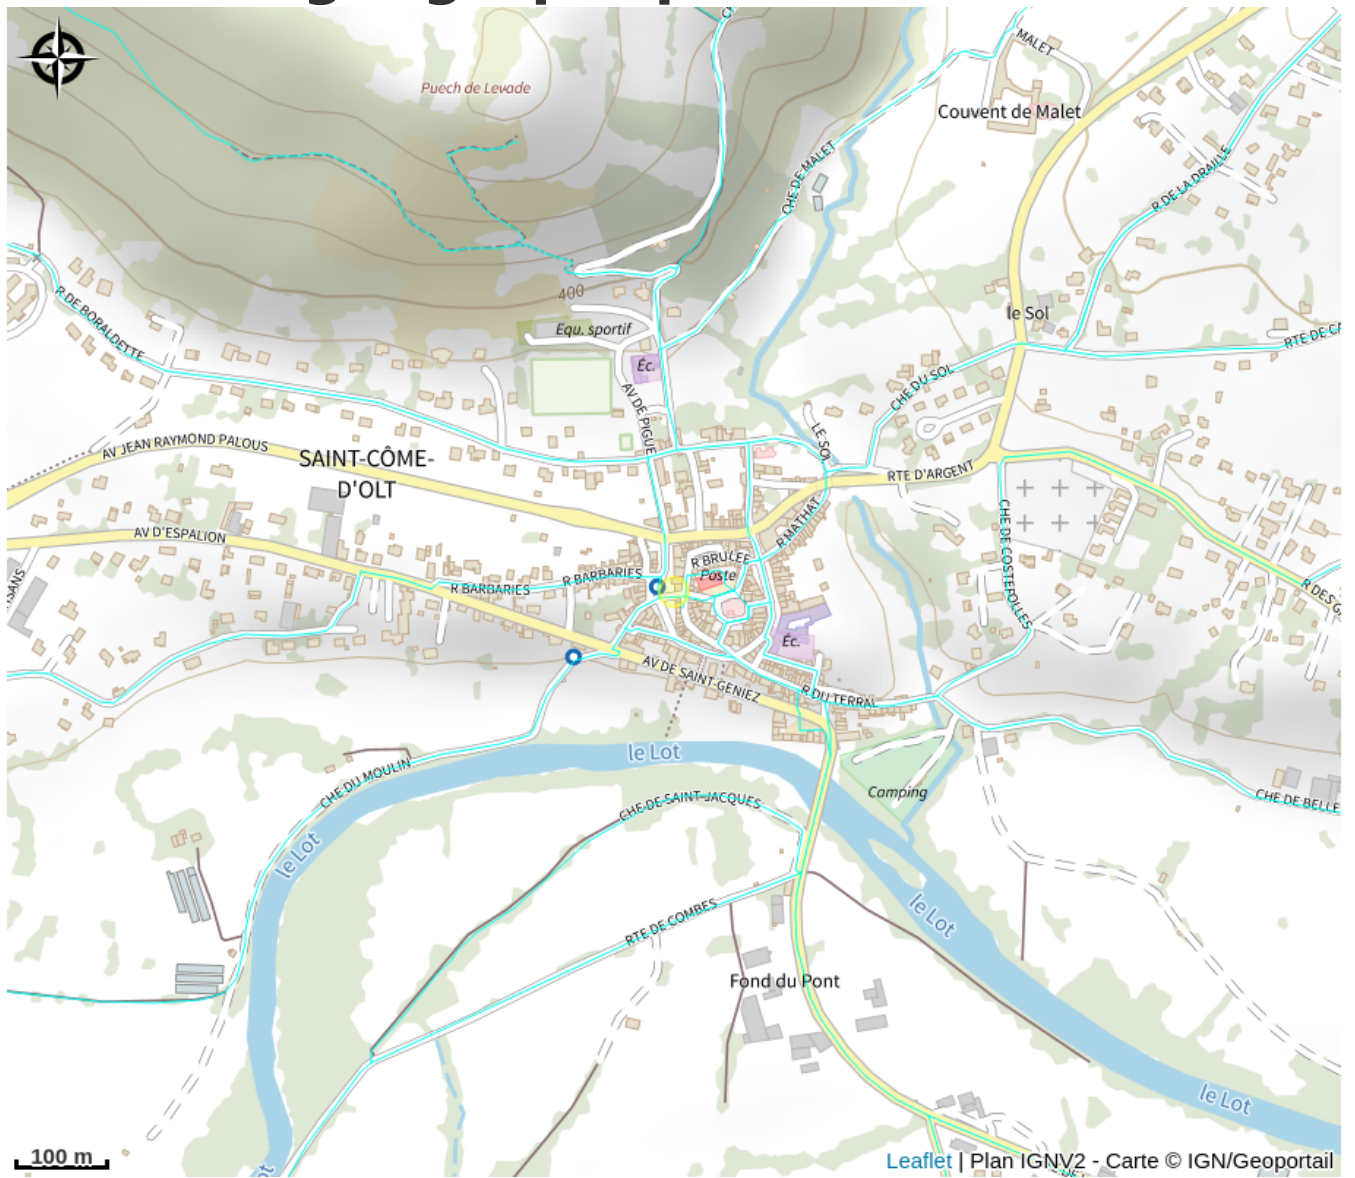 MALET
Puech de Levade
Couvent de Malet
CHE DE MALET
R DE LA DRAILLE
R DE BORALDETTE
400
le Sol
Equ. sportif
RTE DE CA
Éc.
CHE DU SOL
AV DE PIGUE
LE SOL
AV JEAN RAYMOND PALOUS
SAINT-CÔME-
D'OLT
RTE D'ARGENT
R MATHAT
CHE DE COSTEFOLLES
AV D'ESPALION
R BRULEE
Poste
R BARBARIES
R BARBARIES
R DES G
Éc.
AV DE SAINT-GENIEZ
R DU TERRAL
le Lot
CHE DU MOULIN
Camping
CHE DE SAINT-JACQUES
CHE DE BELLE
le Lot
le Lot
RTE DE COMBES
Fond du Pont
le Lot
100 m
Leaflet | Plan IGNV2 - Carte © IGN/Geoportail